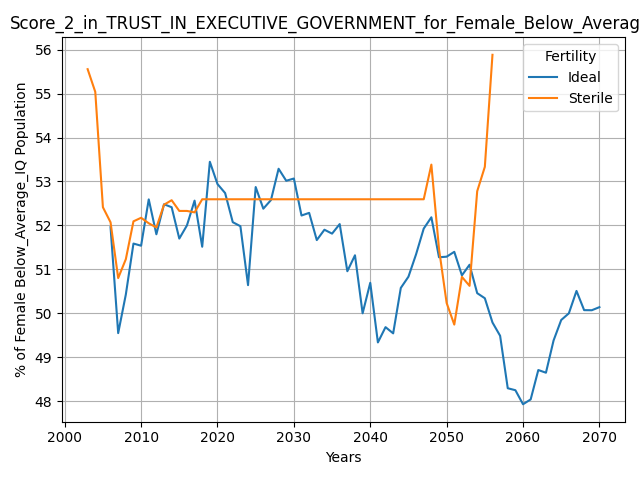 Score_2_in_TRUST_IN_EXECUTIVE_GOVERNMENT_for_Female_Below_Averag
56
55
54
53
52
51
50
49
48
% of Female Below_Average_IQ Population
Fertility
Ideal
Sterile
2000 2010 2020 2030 2040 2050 2060 2070
Years